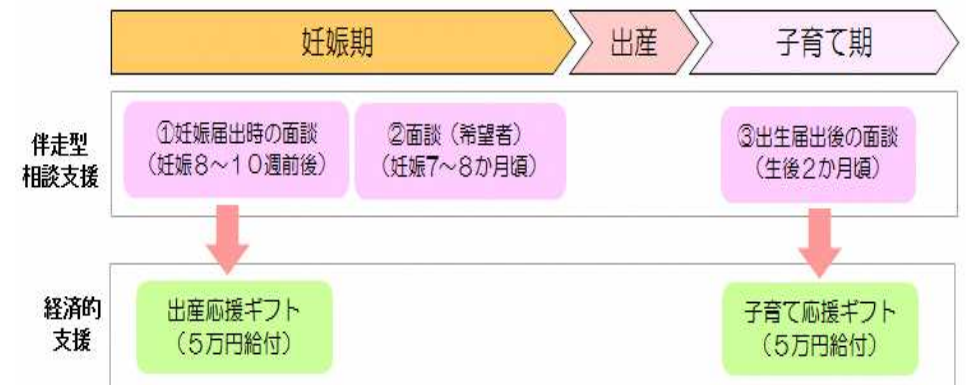 妊娠期
出産
子育て期
伴走型
相談支援
①妊娠届出時の面談
(妊娠8~10週前後)
②面談(希望者)
(妊娠7~8か月頃)
③出生届出後の面談
(生後2か月頃)
経済的
支援
出産応援ギフト
(5万円給付)
子育て応援ギフト
(5万円給付)